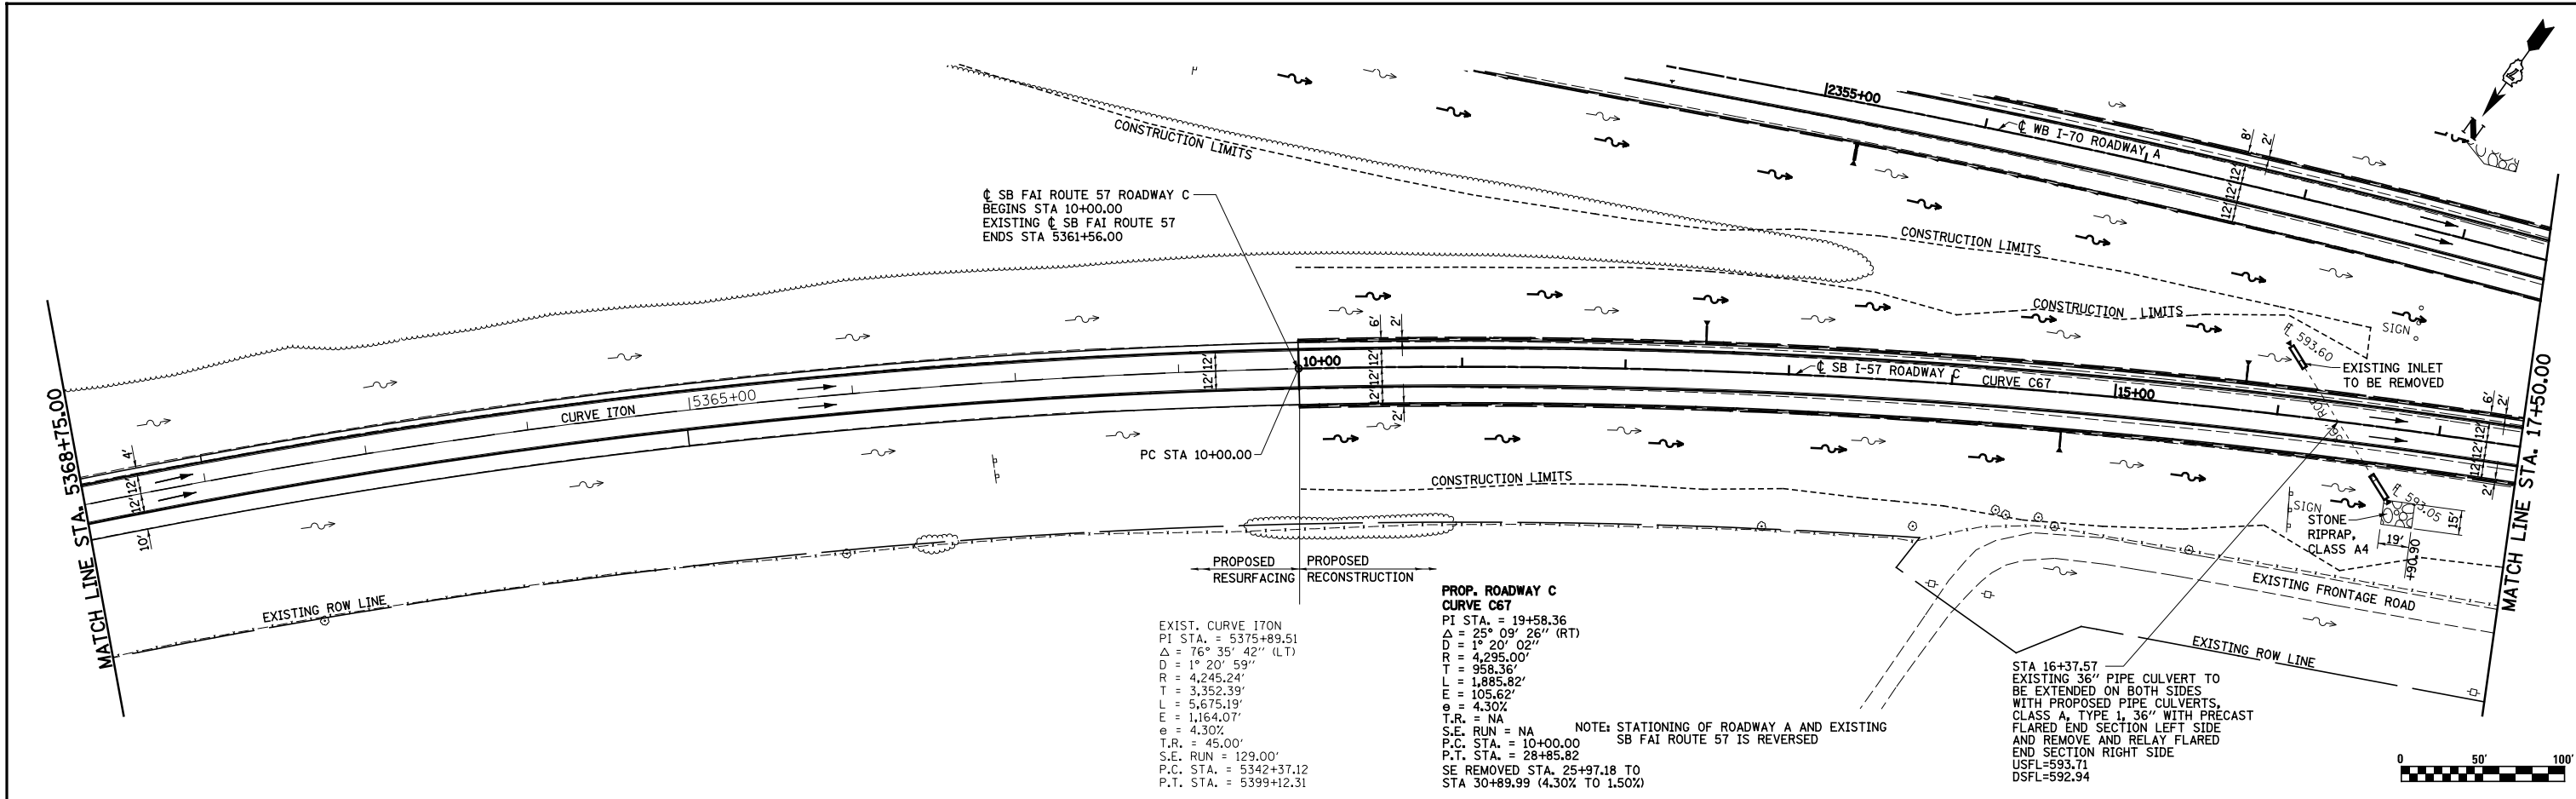 MATCH LINE STA. 5368+75.00
4'
12' 12'
10'
EXISTING ROW LINE
CURVE I70N
5365+00
12' 12'
℄ SB FAI ROUTE 57 ROADWAY C
BEGINS STA 10+00.00
EXISTING ℄ SB FAI ROUTE 57
ENDS STA 5361+56.00
PC STA 10+00.00
10+00
6' 2'
12' 12' 12'
2'
CONSTRUCTION LIMITS
CONSTRUCTION LIMITS
CONSTRUCTION LIMITS
CONSTRUCTION LIMITS
2355+00
℄ WB I-70 ROADWAY A
8' 2'
12' 12' 12'
N
℄ SB I-57 ROADWAY C
CURVE C67
15+00
SIGN
℄ 593.60
EXISTING INLET
TO BE REMOVED
6' 2'
12' 12' 12'
2'
MATCH LINE STA. 17+50.00
℄ 593.05
SIGN
STONE
RIPRAP,
CLASS A4
15'
19'
+90.90
EXISTING FRONTAGE ROAD
EXISTING ROW LINE
PROPOSED
RESURFACING
PROPOSED
RECONSTRUCTION
EXIST. CURVE I70N
PI STA. = 5375+89.51
Δ = 76° 35' 42" (LT)
D = 1° 20' 59"
R = 4,245.24'
T = 3,352.39'
L = 5,675.19'
E = 1,164.07'
e = 4.30%
T.R. = 45.00'
S.E. RUN = 129.00'
P.C. STA. = 5342+37.12
P.T. STA. = 5399+12.31
PROP. ROADWAY C
CURVE C67
PI STA. = 19+58.36
Δ = 25° 09' 26" (RT)
D = 1° 20' 02"
R = 4,295.00'
T = 958.36'
L = 1,885.82'
E = 105.62'
e = 4.30%
T.R. = NA
S.E. RUN = NA
P.C. STA. = 10+00.00
P.T. STA. = 28+85.82
SE REMOVED STA. 25+97.18 TO
STA 30+89.99 (4.30% TO 1.50%)
NOTE: STATIONING OF ROADWAY A AND EXISTING
SB FAI ROUTE 57 IS REVERSED
STA 16+37.57
EXISTING 36" PIPE CULVERT TO
BE EXTENDED ON BOTH SIDES
WITH PROPOSED PIPE CULVERTS,
CLASS A, TYPE 1, 36" WITH PRECAST
FLARED END SECTION LEFT SIDE
AND REMOVE AND RELAY FLARED
END SECTION RIGHT SIDE
USFL=593.71
DSFL=592.94
0 50' 100'